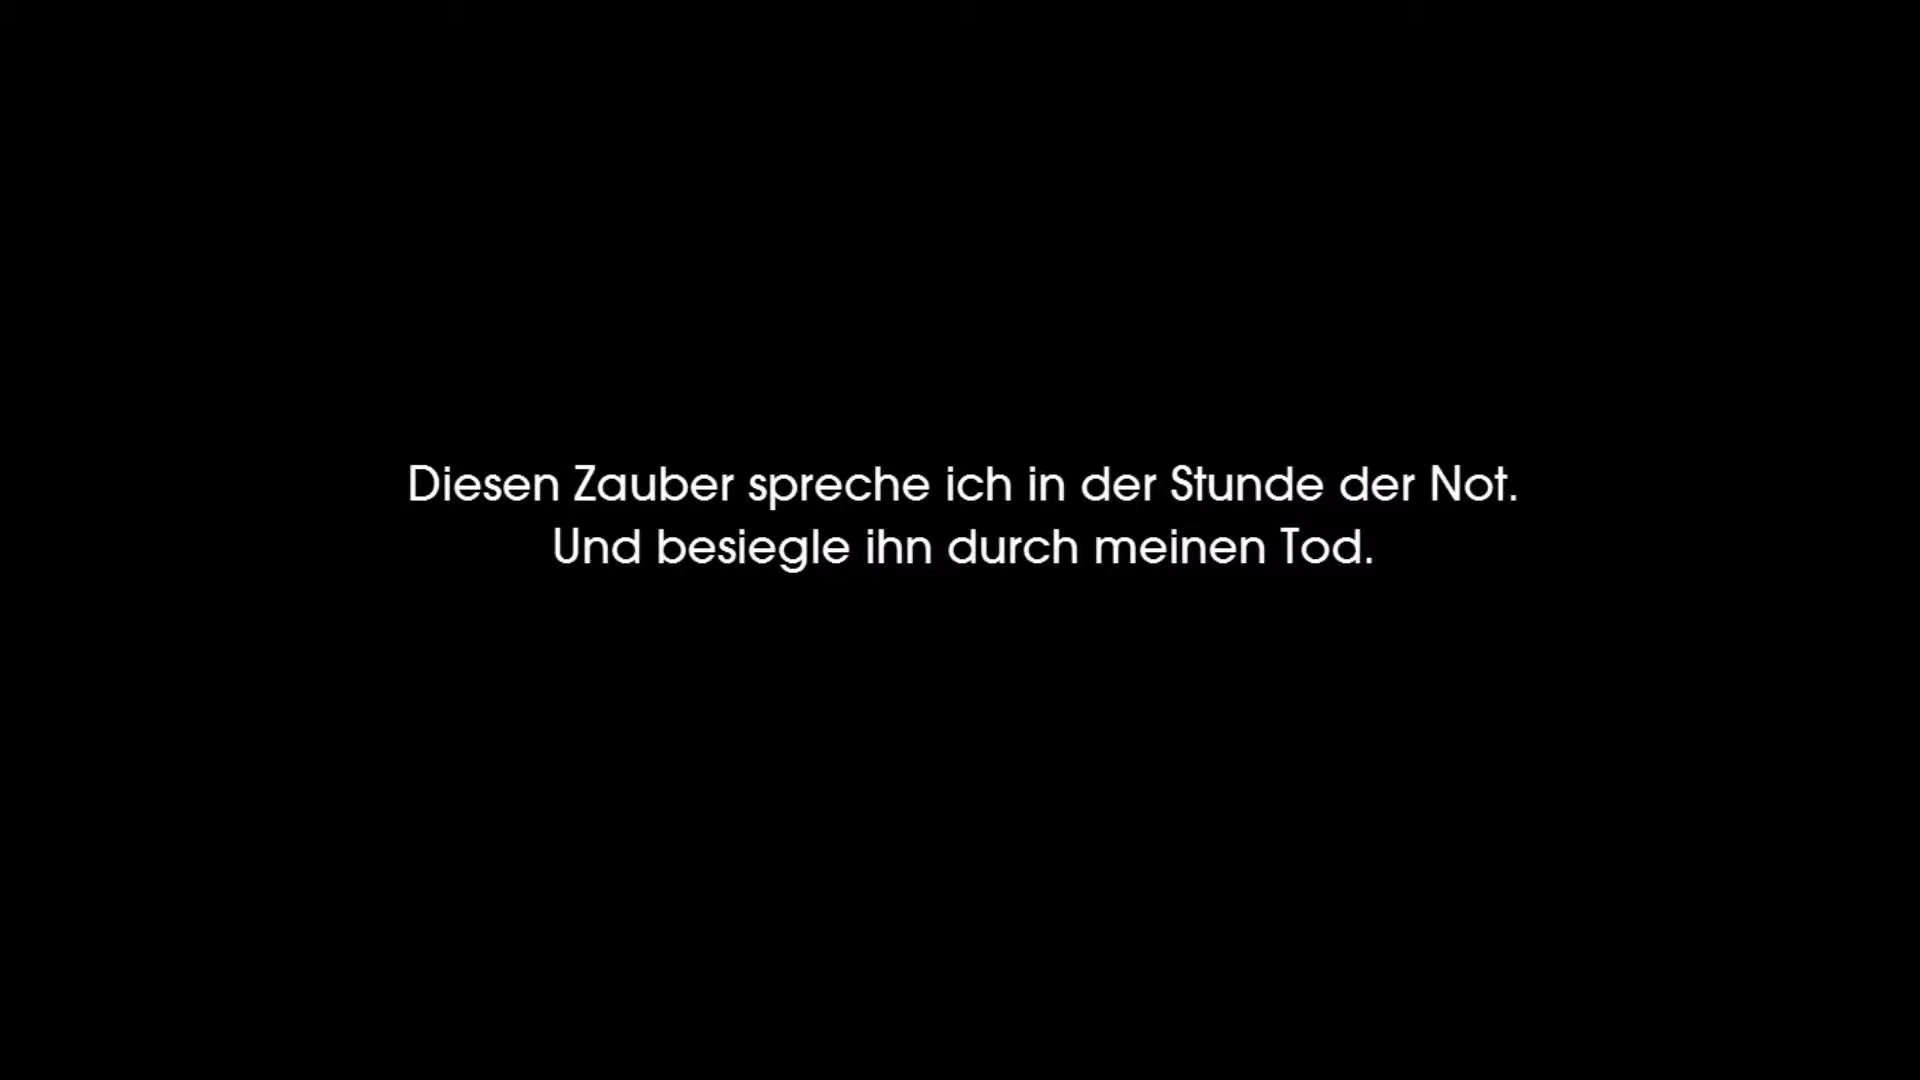 Diesen Zauber spreche ich in der Stunde der Not.
Und besiegle ihn durch meinen Tod.